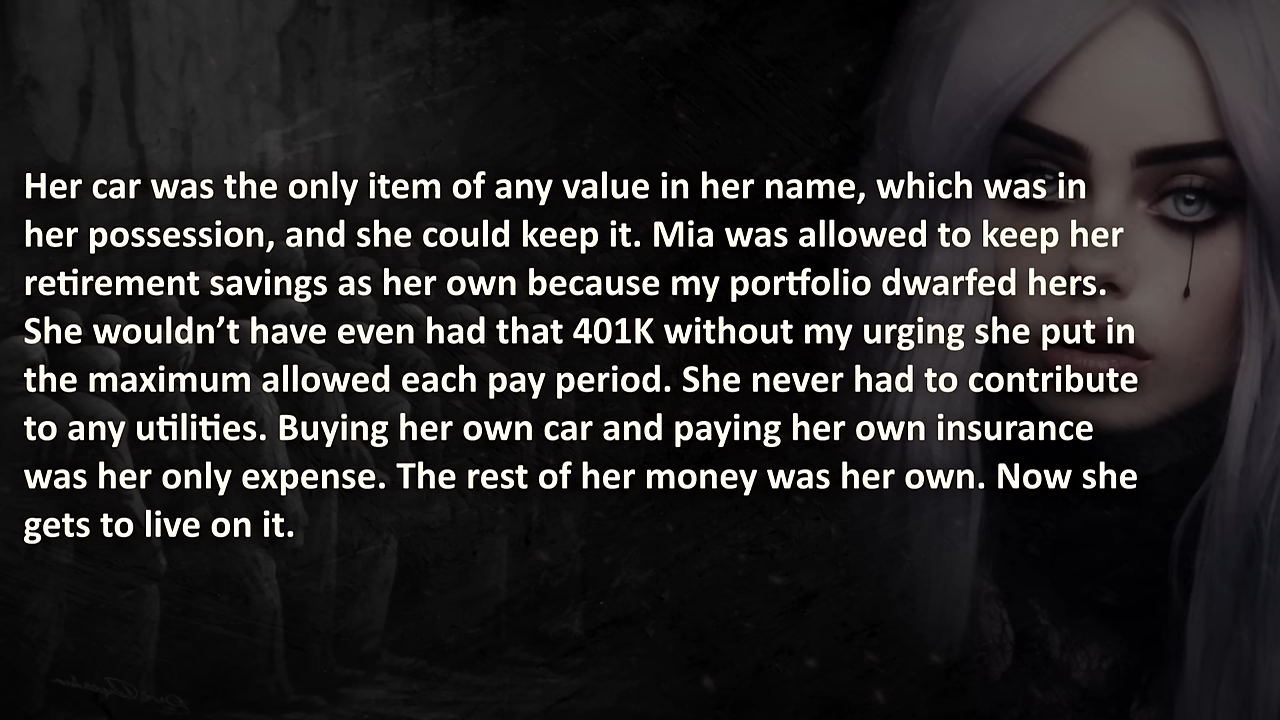 Her car was the only item of any value in her name, which was in
her possession, and she could keep it. Mia was allowed to keep her
retirement savings as her own because my portfolio dwarfed hers.
She wouldn’t have even had that 401K without my urging she put in
the maximum allowed each pay period. She never had to contribute
to any utilities. Buying her own car and paying her own insurance
was her only expense. The rest of her money was her own. Now she
gets to live on it.